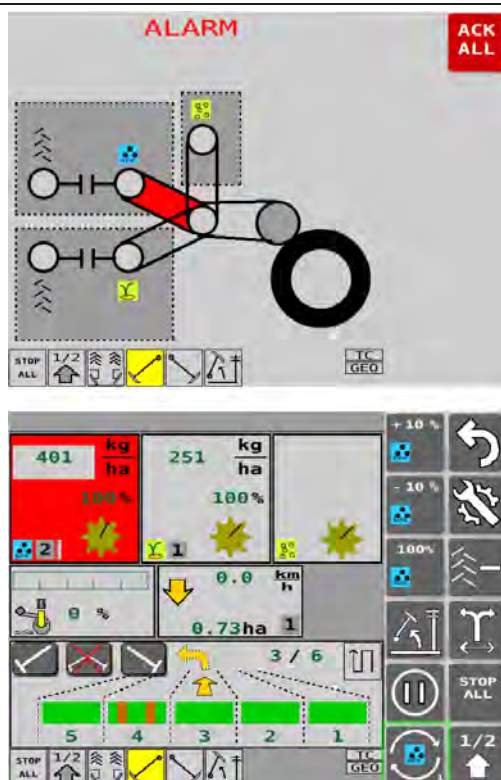 ALARM
ACK
ALL
STOP
ALL
1/2
TC
GEO
401 kg
ha
100%
2
251 kg
ha
100%
1
+10 %
- 10 %
100%
0 %
0.0 km
h
0.73ha 1
3 / 6
5 4 3 2 1
STOP
ALL
1/2
STOP
ALL
1/2
TC
GEO